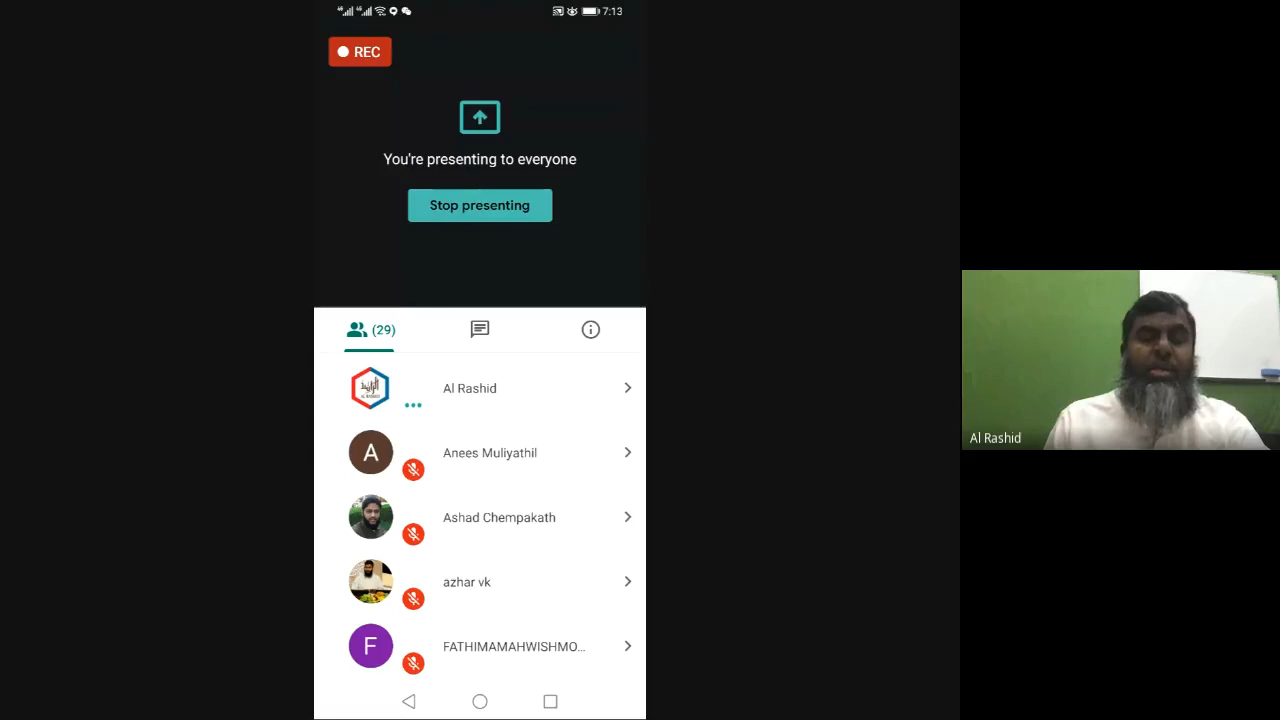 7:13
REC
You're presenting to everyone
Stop presenting
(29)
Al Rashid
A
Anees Muliyathil
Ashad Chempakath
azhar vk
F
FATHIMAMAHWISHMO...
Al Rashid